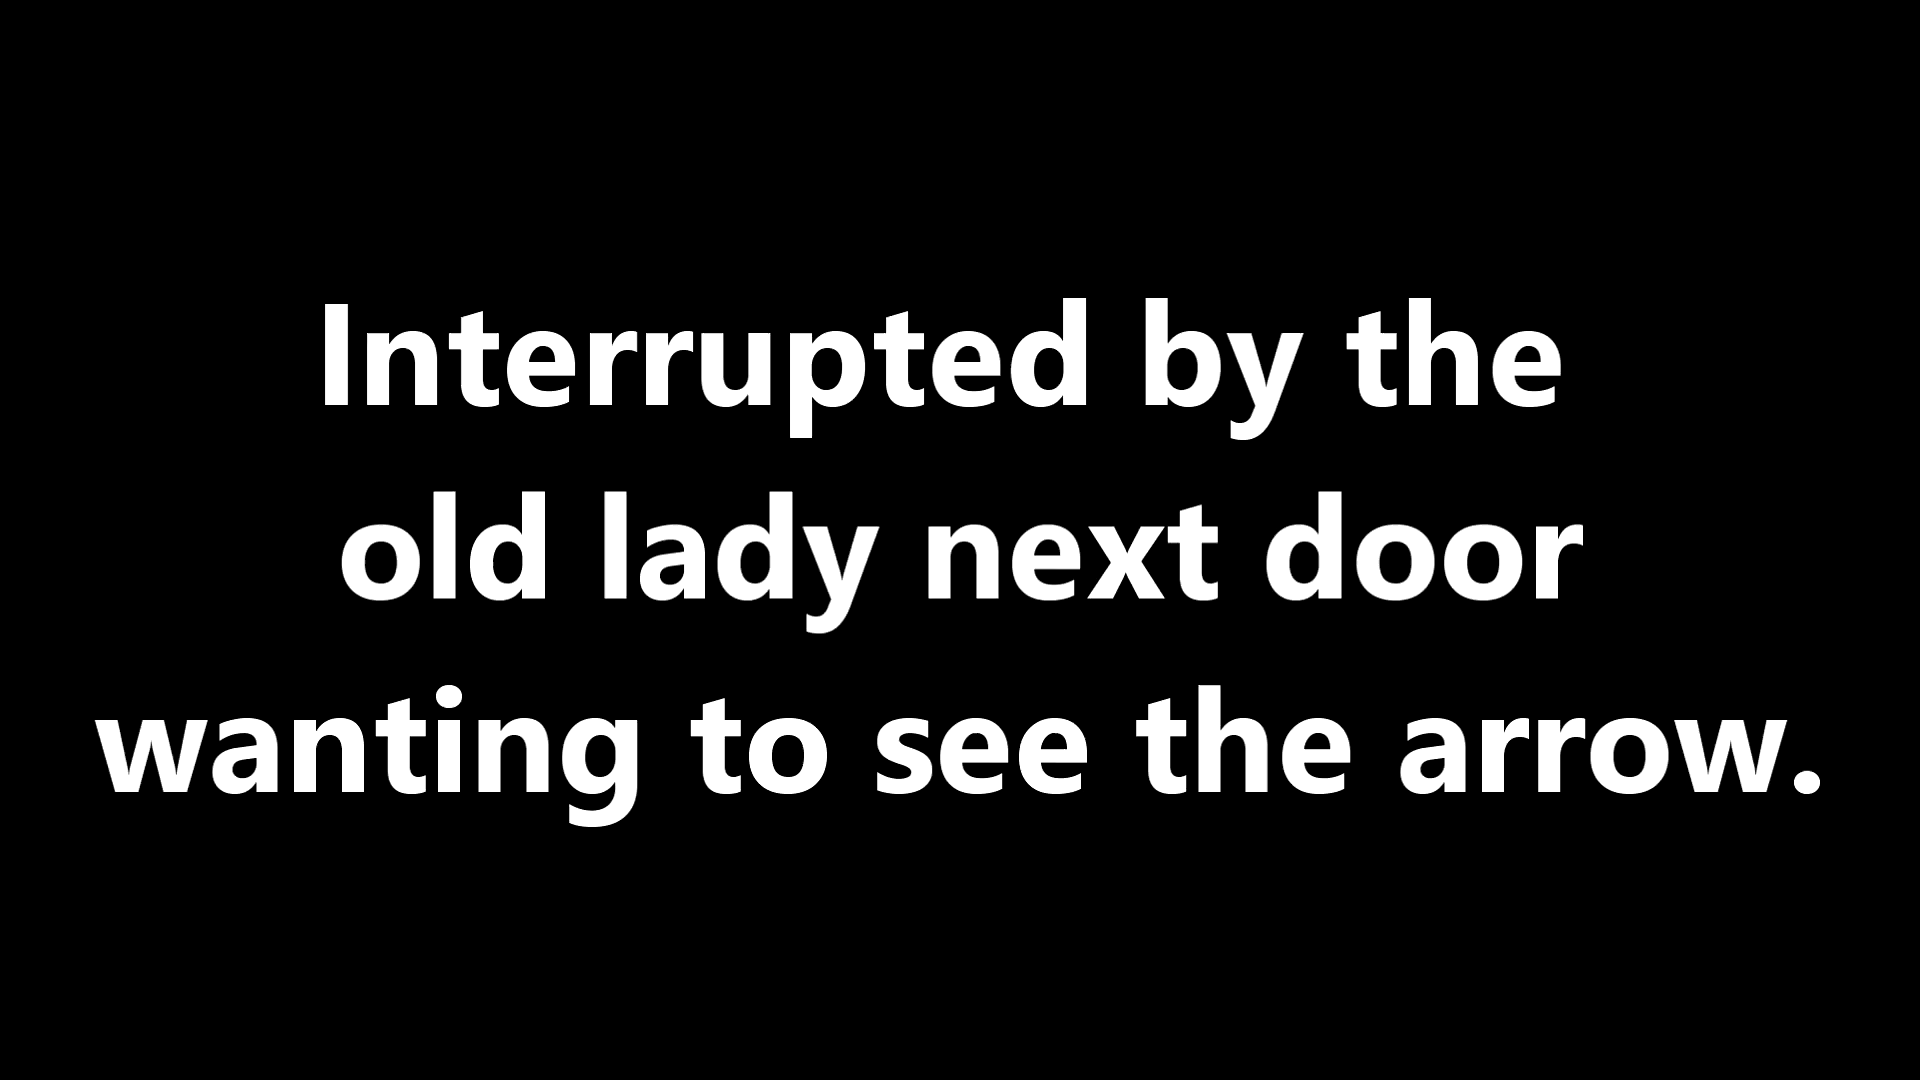 Interrupted by the
old lady next door
wanting to see the arrow.